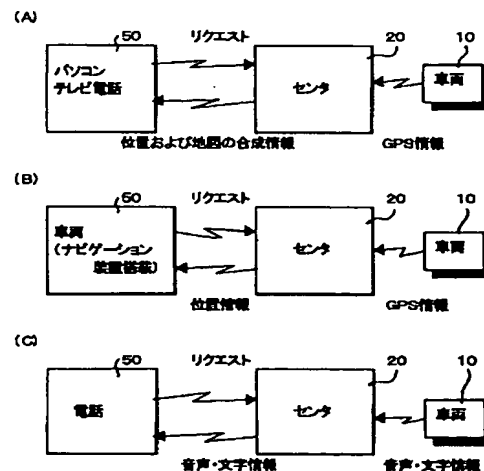 (A)
50
リクエスト
20
10
パソコン
テレビ電話
センタ
車両
位置および地図の合成情報
GPS情報
(B)
50
リクエスト
20
10
車両
(ナビゲーション
装置搭載)
センタ
車両
位置情報
GPS情報
(C)
50
リクエスト
20
10
電話
センタ
車両
音声・文字情報
音声・文字情報